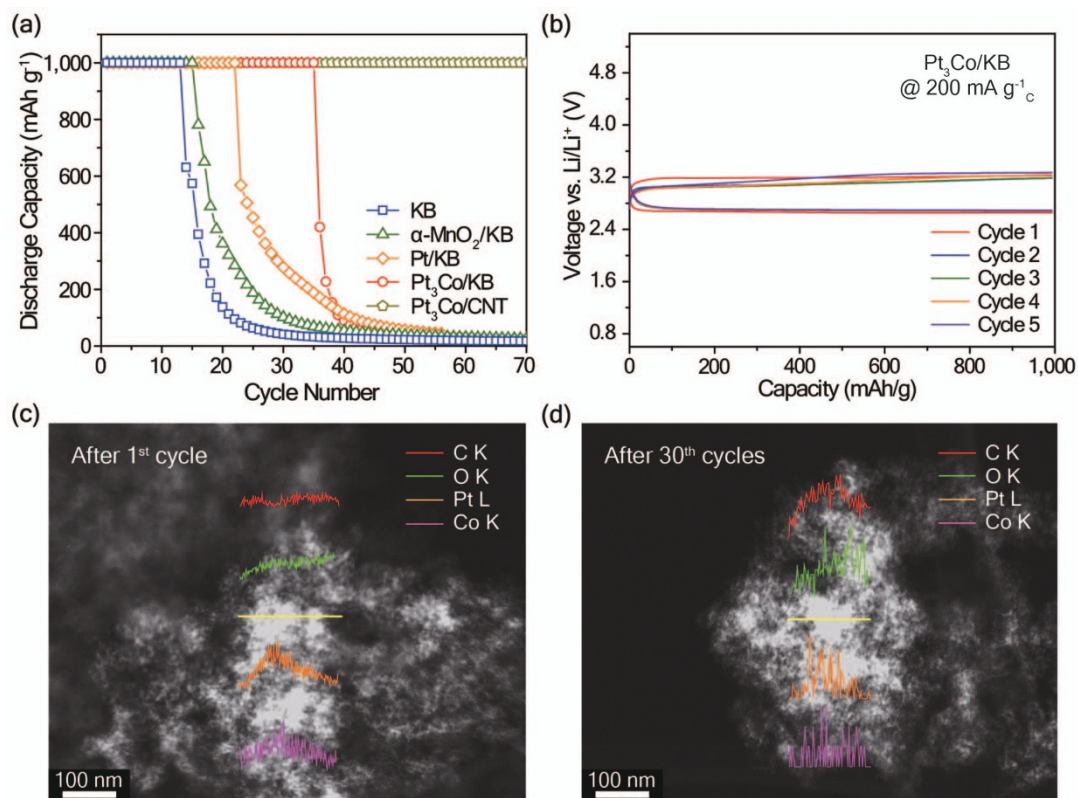 (a)
1,000
800
600
400
200
0
0 10 20 30 40 50 60 70
Discharge Capacity (mAh g⁻¹)
Cycle Number
KB
α-MnO₂/KB
Pt/KB
Pt₃Co/KB
Pt₃Co/CNT
(b)
4.8
4.0
3.2
2.4
1.6
0.8
0 200 400 600 800 1,000
Voltage vs. Li/Li⁺ (V)
Capacity (mAh/g)
Pt₃Co/KB
@ 200 mA g⁻¹c
Cycle 1
Cycle 2
Cycle 3
Cycle 4
Cycle 5
(c)
After 1ˢᵗ cycle
C K
O K
Pt L
Co K
100 nm
(d)
After 30ᵗʰ cycles
C K
O K
Pt L
Co K
100 nm